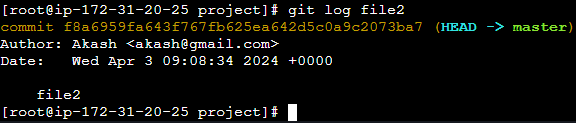 [root@ip-172-31-20-25 project]# git log file2
commit f8a6959fa643f767fb625ea642d5c0a9c2073ba7 (HEAD -> master)
Author: Akash <akash@gmail.com>
Date:   Wed Apr 3 09:08:34 2024 +0000

    file2
[root@ip-172-31-20-25 project]#